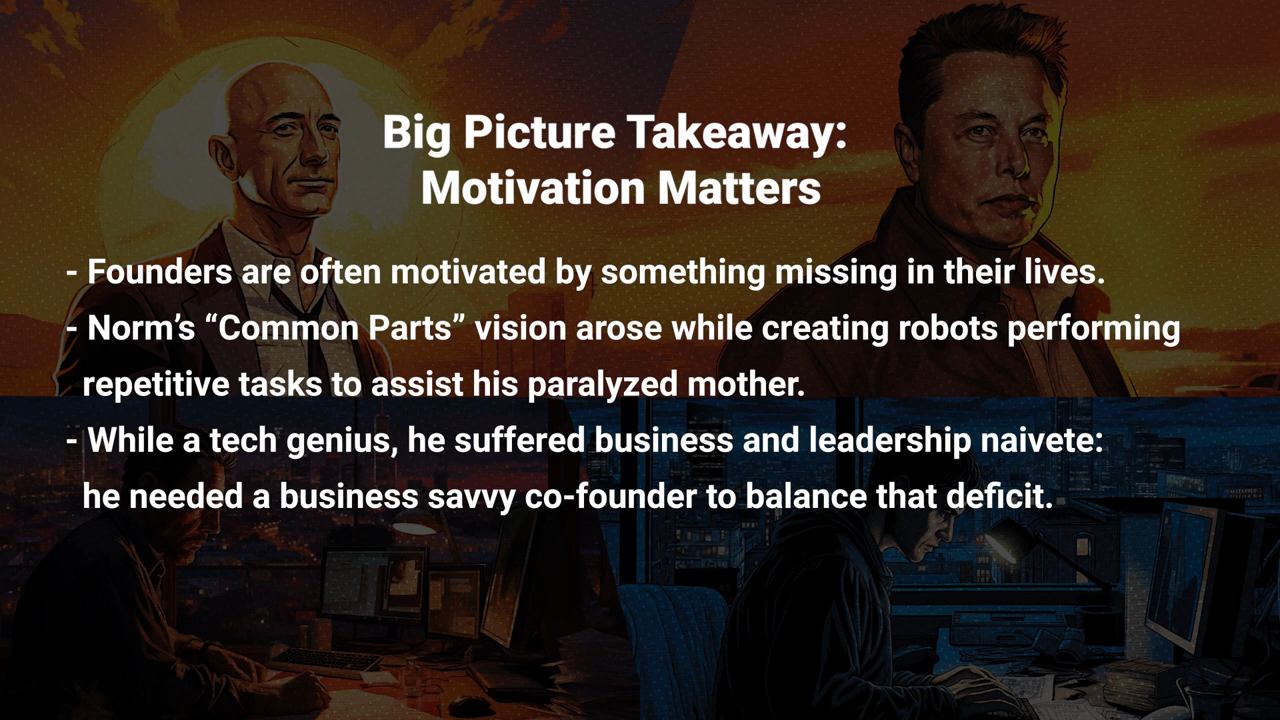 Big Picture Takeaway:
Motivation Matters
- Founders are often motivated by something missing in their lives.
- Norm’s “Common Parts” vision arose while creating robots performing
repetitive tasks to assist his paralyzed mother.
- While a tech genius, he suffered business and leadership naivete:
he needed a business savvy co-founder to balance that deficit.